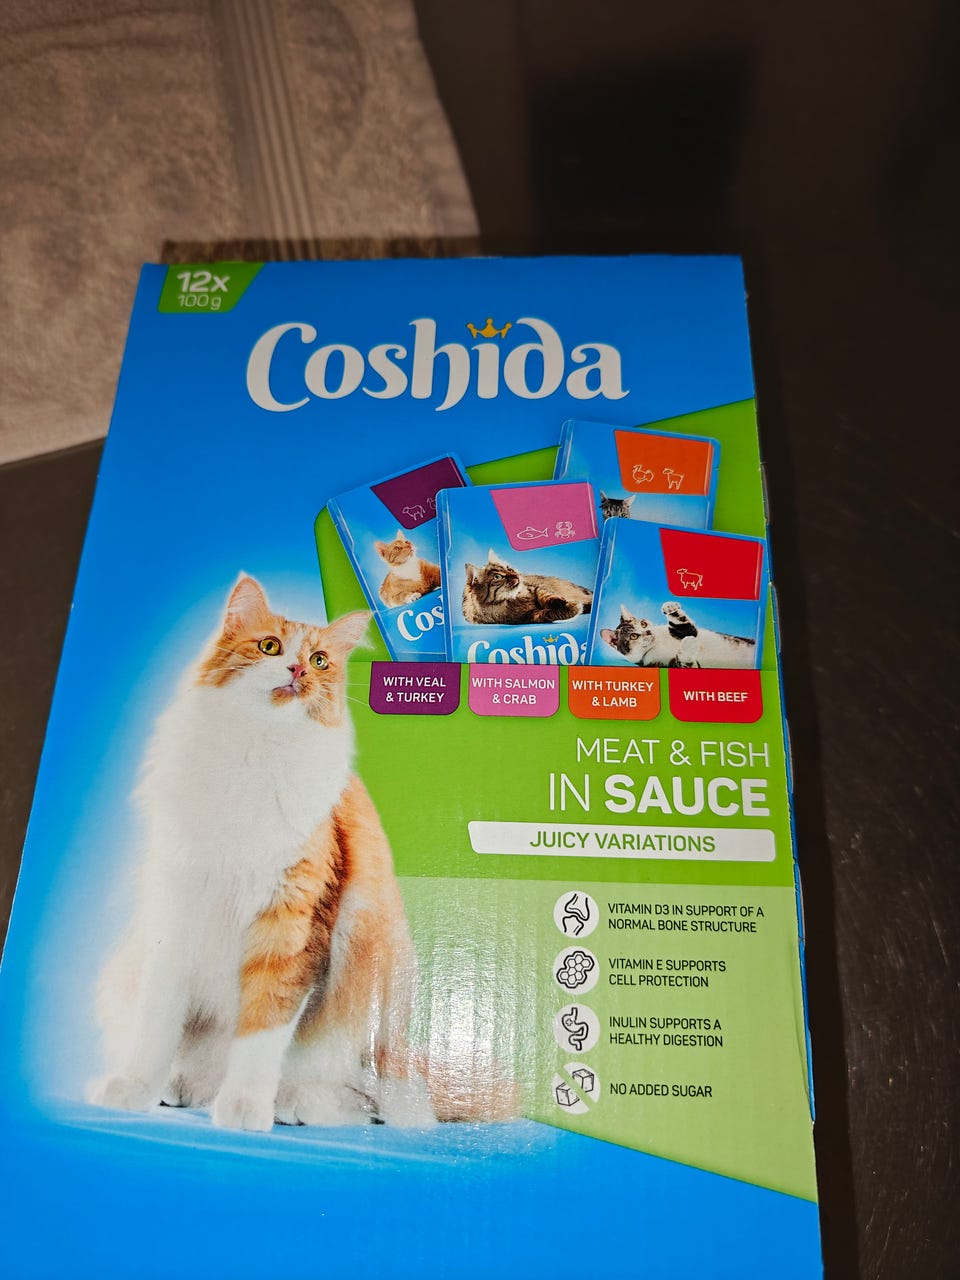 12x
100g
Coshida
Cos
Coshida
WITH VEAL
& TURKEY
WITH SALMON
& CRAB
WITH TURKEY
& LAMB
WITH BEEF
MEAT & FISH
IN SAUCE
JUICY VARIATIONS
VITAMIN D3 IN SUPPORT OF A
NORMAL BONE STRUCTURE
VITAMIN E SUPPORTS
CELL PROTECTION
INULIN SUPPORTS A
HEALTHY DIGESTION
NO ADDED SUGAR